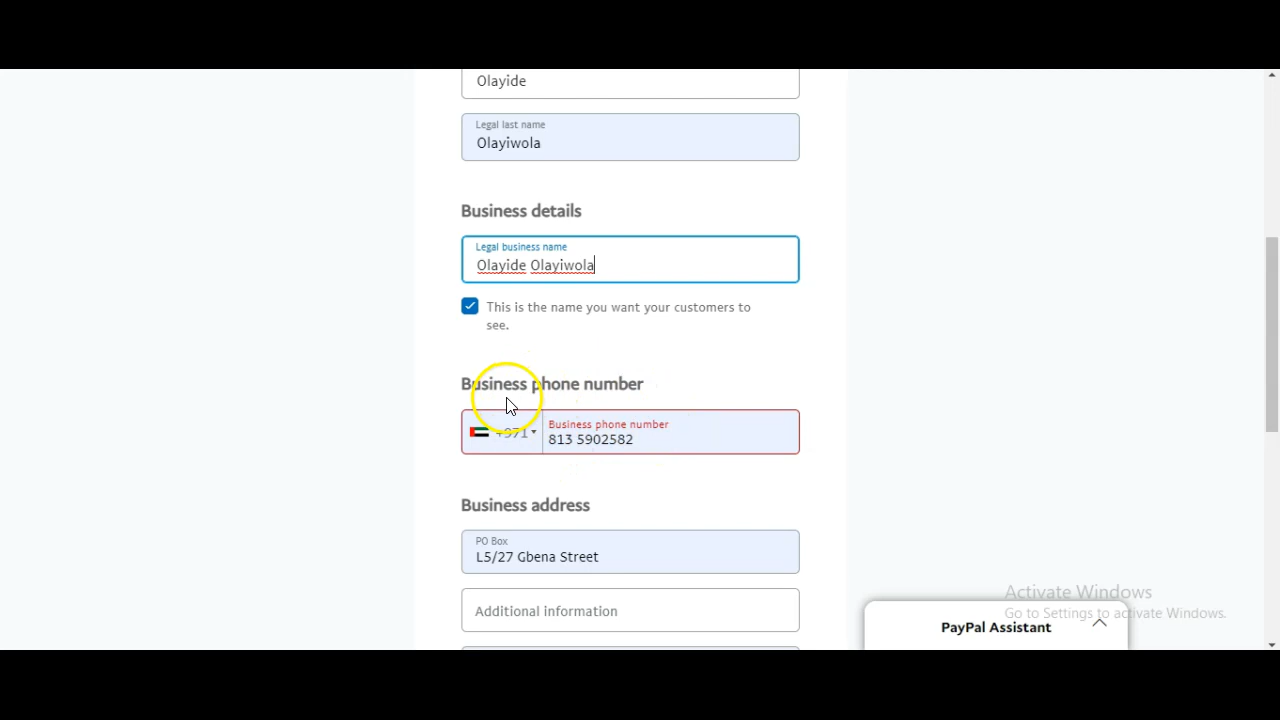 Olayide
Legal last name
Olayiwola
Business details
Legal business name
Olayide Olayiwola
This is the name you want your customers to
see.
Business phone number
+971
Business phone number
813 5902582
Business address
PO Box
L5/27 Gbena Street
Additional information
Activate Windows
Go to Settings to activate Windows.
PayPal Assistant